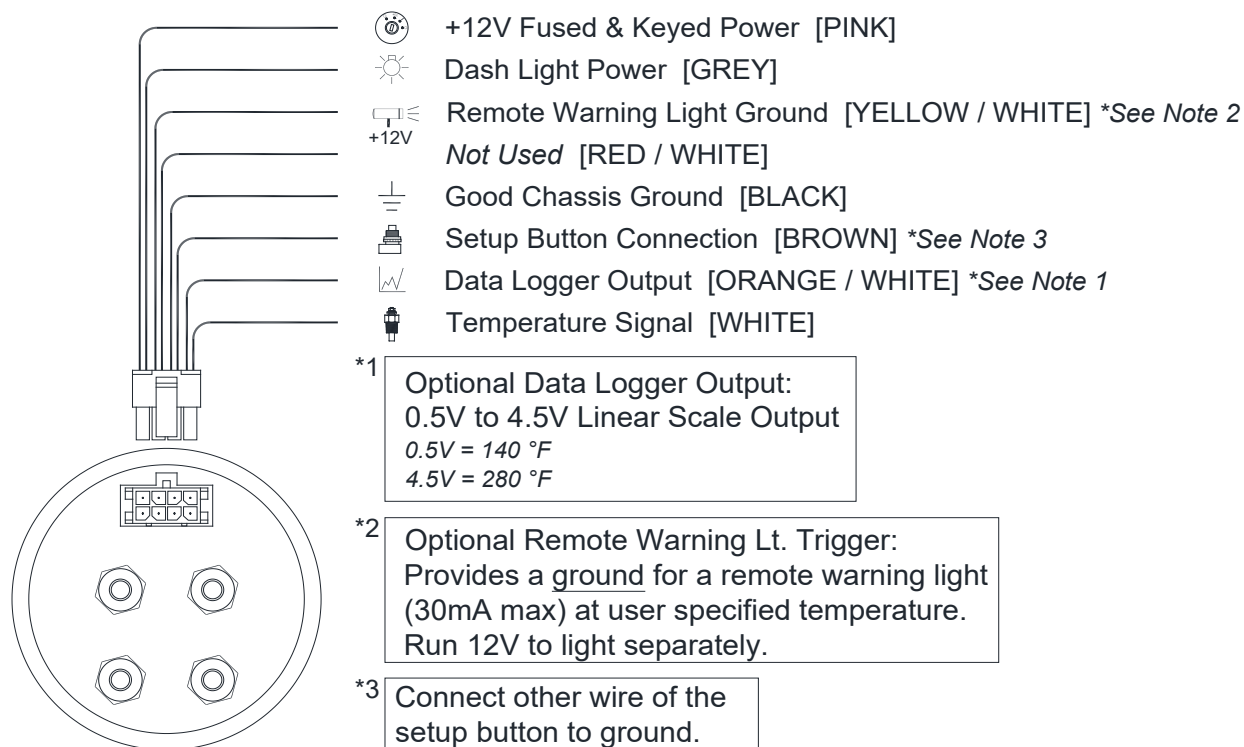 +12V Fused & Keyed Power [PINK]
Dash Light Power [GREY]
Remote Warning Light Ground [YELLOW / WHITE] *See Note 2
+12V
Not Used [RED / WHITE]
Good Chassis Ground [BLACK]
Setup Button Connection [BROWN] *See Note 3
Data Logger Output [ORANGE / WHITE] *See Note 1
Temperature Signal [WHITE]
*1
Optional Data Logger Output:
0.5V to 4.5V Linear Scale Output
0.5V = 140 °F
4.5V = 280 °F
*2
Optional Remote Warning Lt. Trigger:
Provides a ground for a remote warning light
(30mA max) at user specified temperature.
Run 12V to light separately.
*3
Connect other wire of the
setup button to ground.